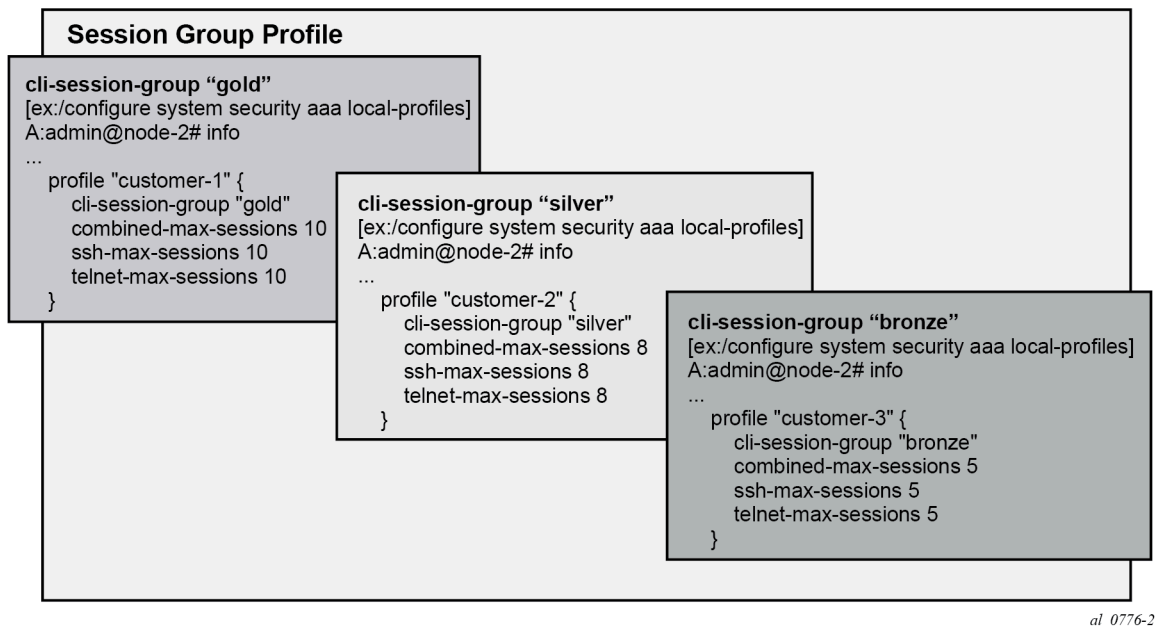 Session Group Profile
cli-session-group “gold”
[ex:/configure system security aaa local-profiles]
A:admin@node-2# info
...
profile "customer-1" {
cli-session-group "gold"
combined-max-sessions 10
ssh-max-sessions 10
telnet-max-sessions 10
}
cli-session-group “silver”
[ex:/configure system security aaa local-profiles]
A:admin@node-2# info
...
profile "customer-2" {
cli-session-group "silver"
combined-max-sessions 8
ssh-max-sessions 8
telnet-max-sessions 8
}
cli-session-group “bronze”
[ex:/configure system security aaa local-profiles]
A:admin@node-2# info
...
profile "customer-3" {
cli-session-group "bronze"
combined-max-sessions 5
ssh-max-sessions 5
telnet-max-sessions 5
}
al_0776-2